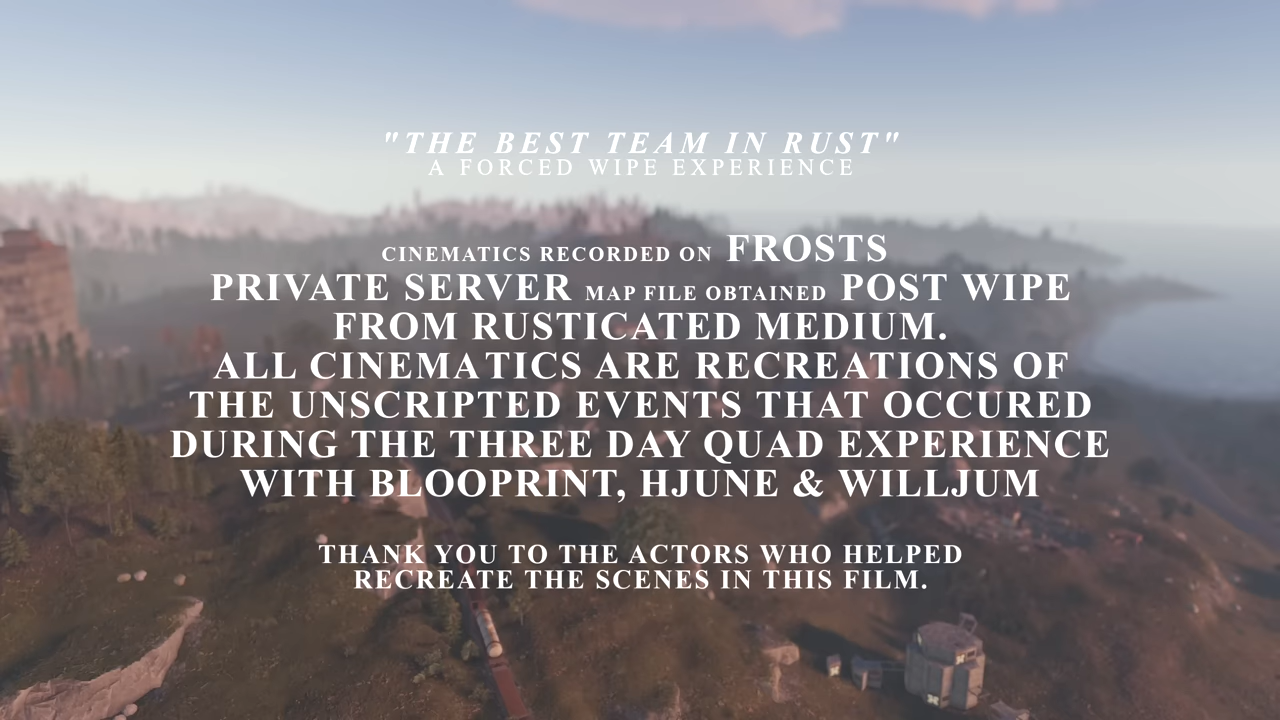 "THE BEST TEAM IN RUST"
A FORCED WIPE EXPERIENCE
CINEMATICS RECORDED ON FROSTS
PRIVATE SERVER MAP FILE OBTAINED POST WIPE
FROM RUSTICATED MEDIUM.
ALL CINEMATICS ARE RECREATIONS OF
THE UNSCRIPTED EVENTS THAT OCCURED
DURING THE THREE DAY QUAD EXPERIENCE
WITH BLOOPRINT, HJUNE & WILLJUM
THANK YOU TO THE ACTORS WHO HELPED
RECREATE THE SCENES IN THIS FILM.